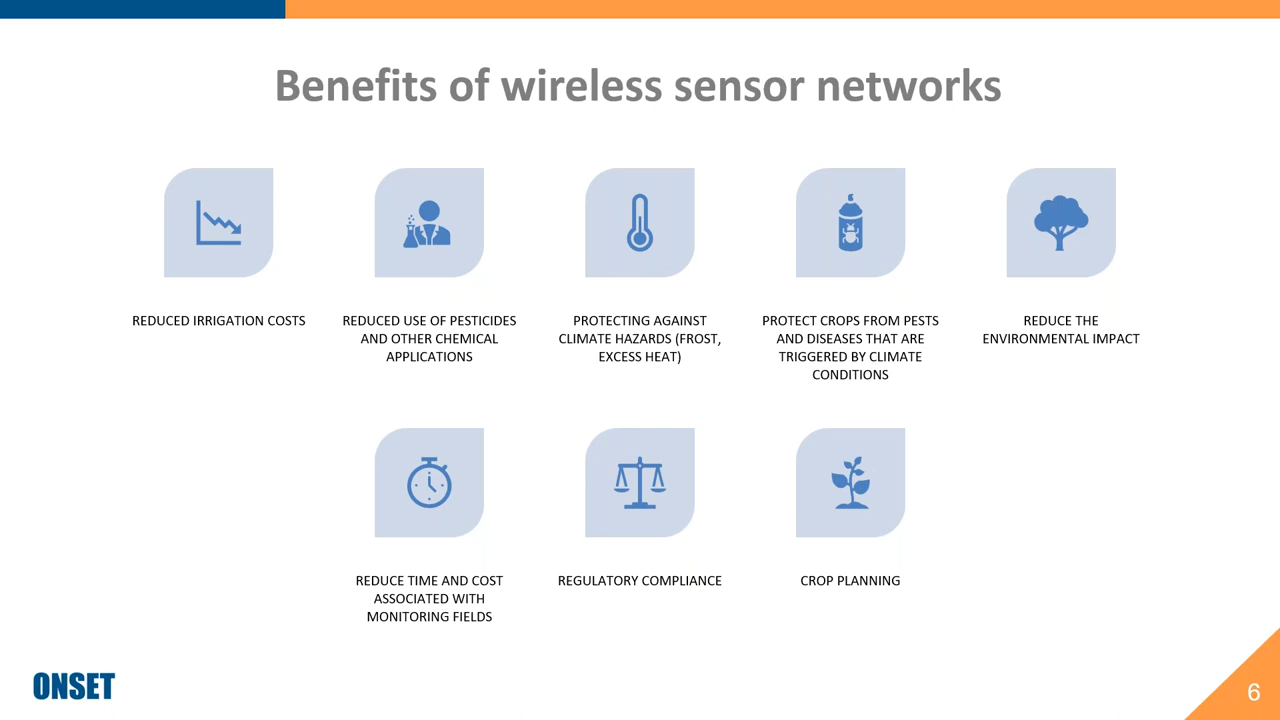 Benefits of wireless sensor networks
REDUCED IRRIGATION COSTS
REDUCED USE OF PESTICIDES
AND OTHER CHEMICAL
APPLICATIONS
PROTECTING AGAINST
CLIMATE HAZARDS (FROST,
EXCESS HEAT)
PROTECT CROPS FROM PESTS
AND DISEASES THAT ARE
TRIGGERED BY CLIMATE
CONDITIONS
REDUCE THE
ENVIRONMENTAL IMPACT
REDUCE TIME AND COST
ASSOCIATED WITH
MONITORING FIELDS
REGULATORY COMPLIANCE
CROP PLANNING
ONSET
6